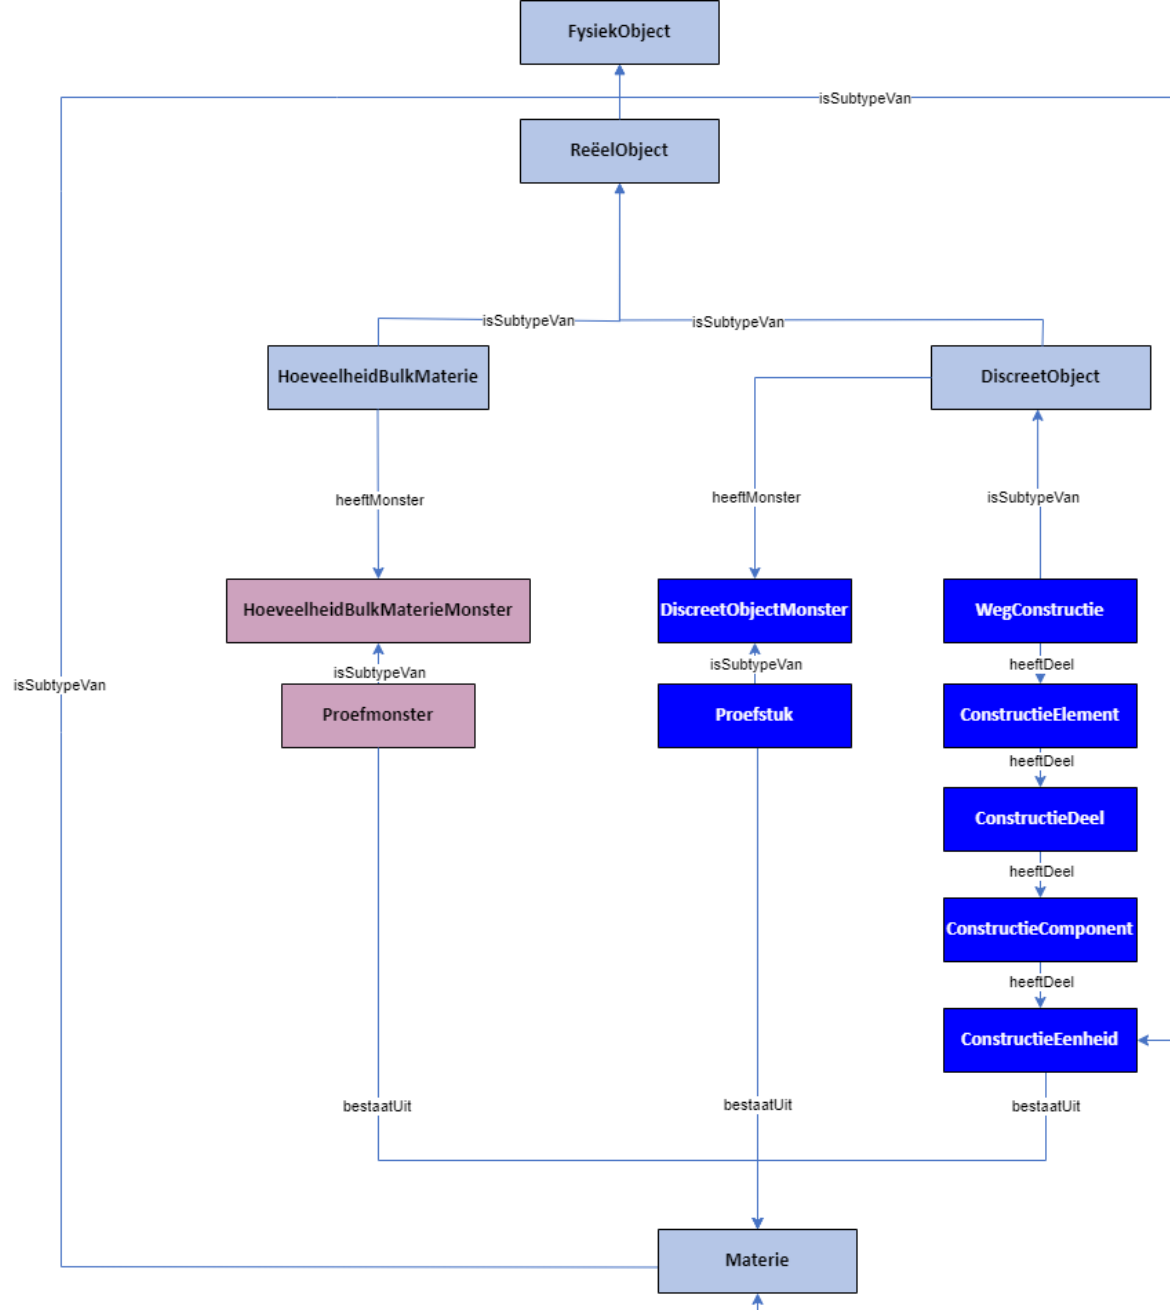 FysiekObject
isSubtypeVan
ReëelObject
isSubtypeVan
isSubtypeVan
HoeveelheidBulkMaterie
DiscreetObject
heeftMonster
heeftMonster
isSubtypeVan
HoeveelheidBulkMaterieMonster
DiscreetObjectMonster
WegConstructie
isSubtypeVan
isSubtypeVan
heeftDeel
isSubtypeVan
Proefmonster
Proefstuk
ConstructieElement
heeftDeel
ConstructieDeel
heeftDeel
ConstructieComponent
heeftDeel
ConstructieEenheid
bestaatUit
bestaatUit
bestaatUit
Materie